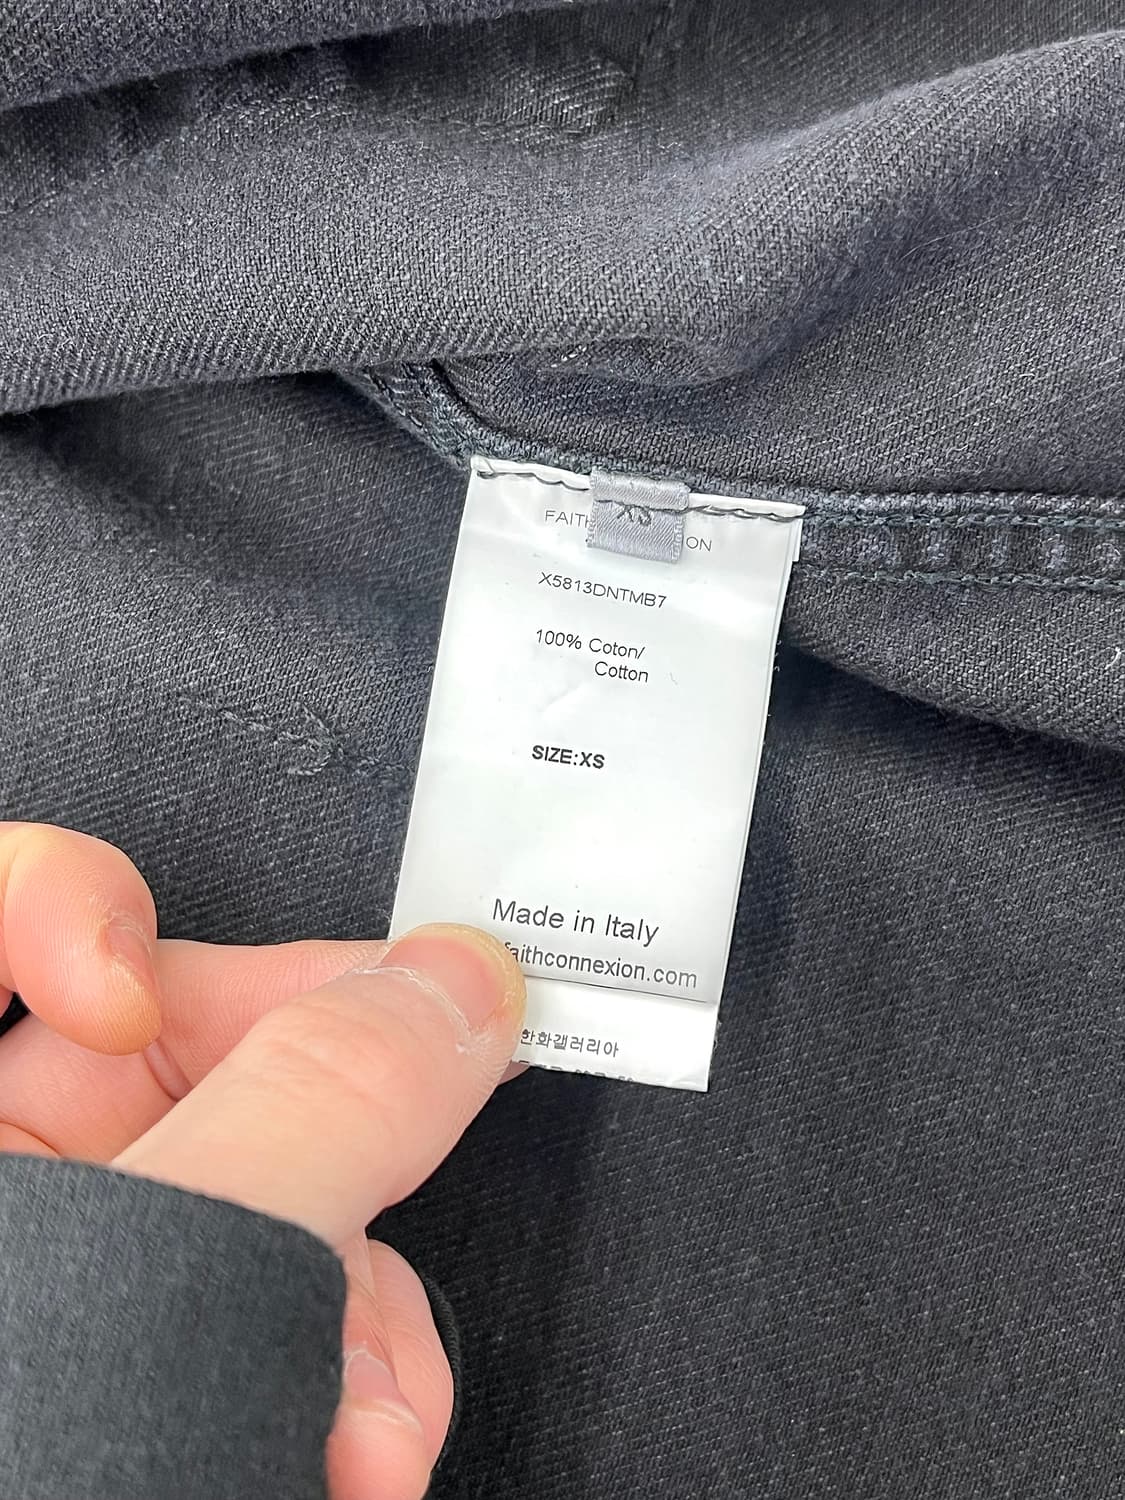 XS
FAITH
ON
X5813DNTMB7
100% Coton/
Cotton
SIZE:XS
Made in Italy
faithconnexion.com
한화갤러리아